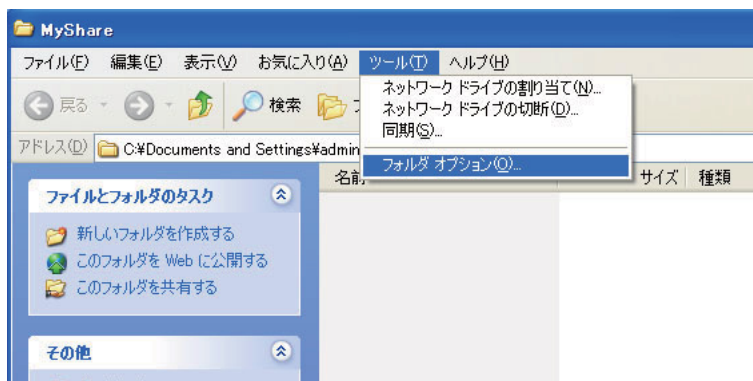 MyShare
ファイル(F) 編集(E) 表示(V) お気に入り(A) ツール(T) ヘルプ(H)
ネットワーク ドライブの割り当て(N)...
ネットワーク ドライブの切断(D)...
同期(S)...
フォルダ オプション(O)...
戻る 検索
アドレス(D) C:¥Documents and Settings¥admin
名前 サイズ 種類
ファイルとフォルダのタスク
新しいフォルダを作成する
このフォルダを Web に公開する
このフォルダを共有する
その他